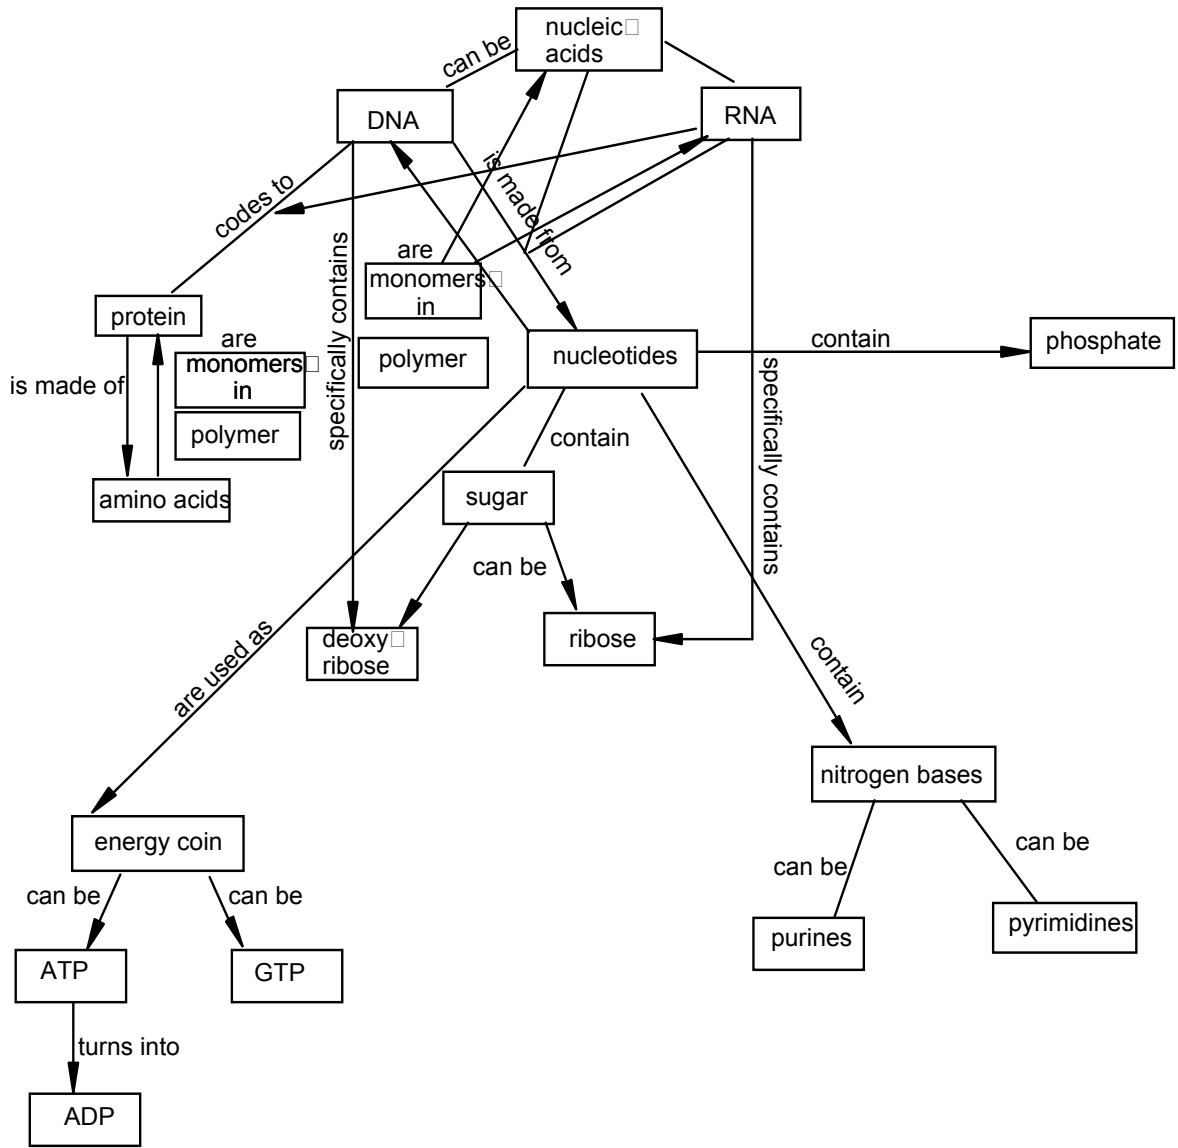 nucleic
acids
can be
DNA
RNA
is made from
codes to
are
monomers
in
polymer
specifically contains
protein
are
monomers
in
polymer
is made of
amino acids
nucleotides
contain
phosphate
specifically contains
contain
sugar
can be
deoxy
ribose
ribose
are used as
contain
nitrogen bases
can be
can be
purines
pyrimidines
energy coin
can be
can be
ATP
GTP
turns into
ADP